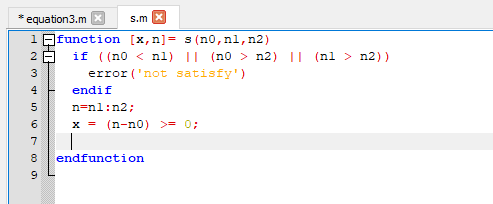 * equation3.m s.m
1 function [x,n]= s(n0,n1,n2)
2 if ((n0 < n1) || (n0 > n2) || (n1 > n2))
3 error('not satisfy')
4 endif
5 n=n1:n2;
6 x = (n-n0) >= 0;
7
8 endfunction
9